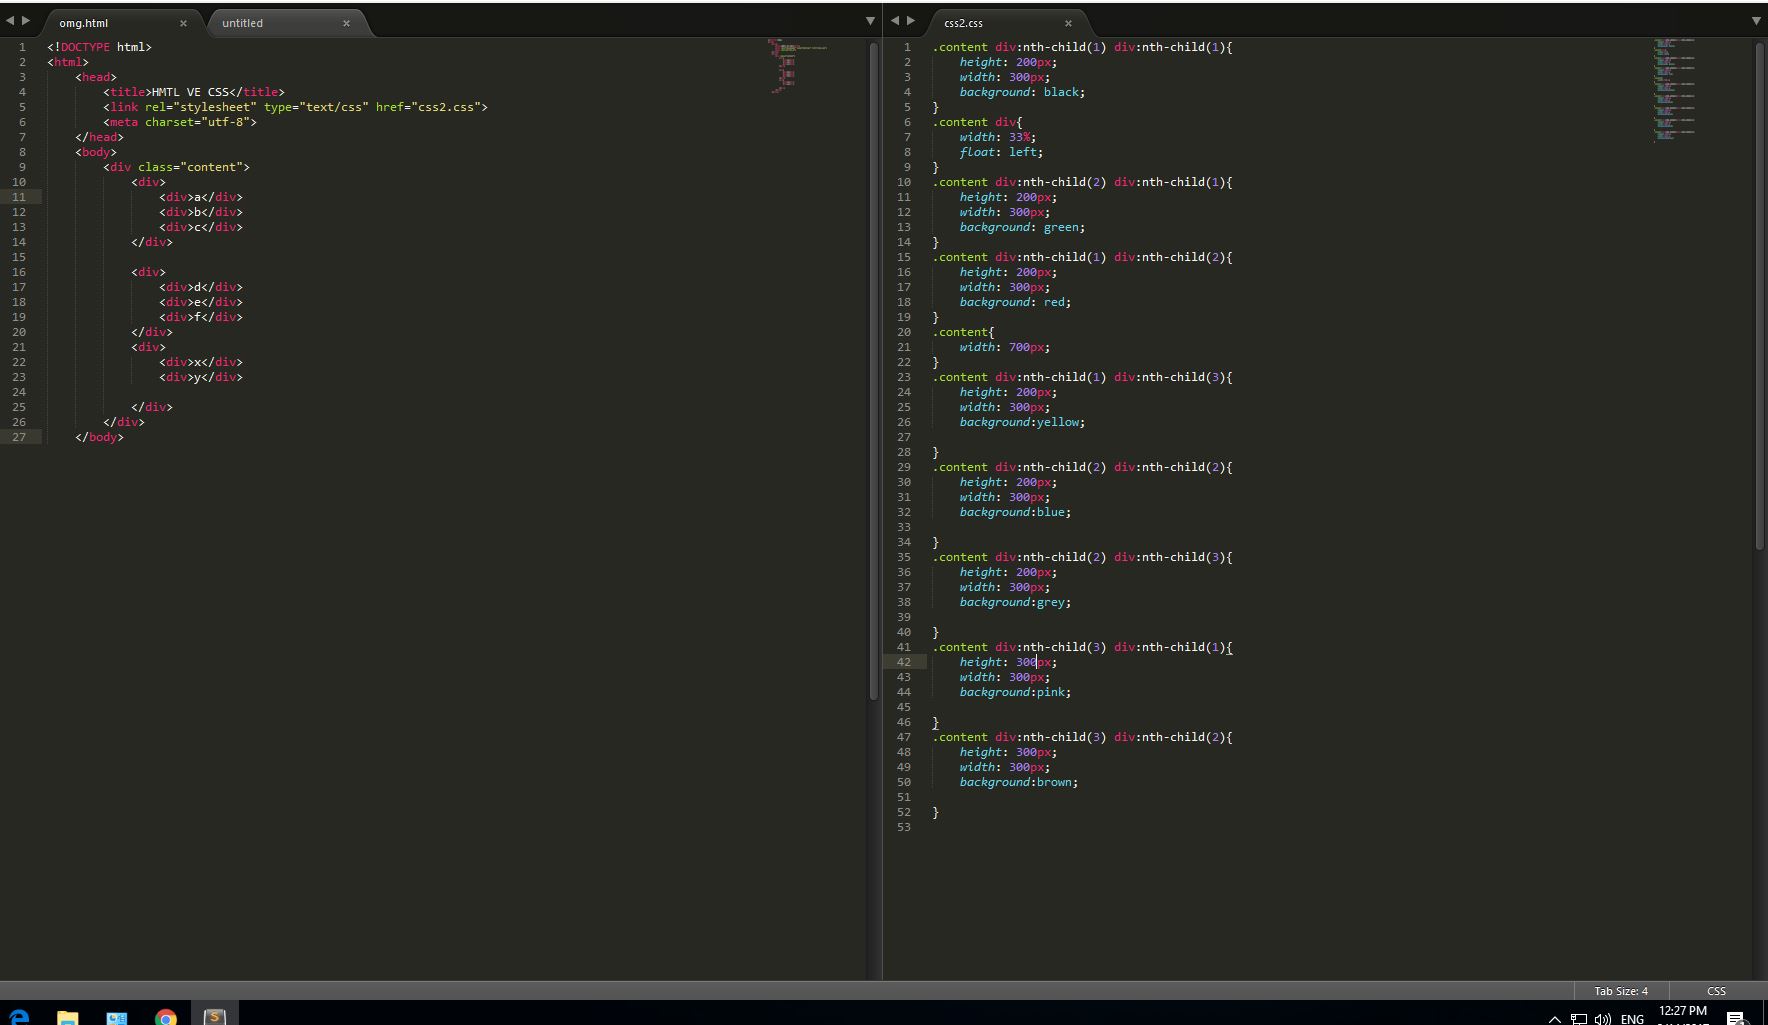 omg.html × untitled ×
1 <!DOCTYPE html>
2 <html>
3 <head>
4 <title>HMTL VE CSS</title>
5 <link rel="stylesheet" type="text/css" href="css2.css">
6 <meta charset="utf-8">
7 </head>
8 <body>
9 <div class="content">
10 <div>
11 <div>a</div>
12 <div>b</div>
13 <div>c</div>
14 </div>
15
16 <div>
17 <div>d</div>
18 <div>e</div>
19 <div>f</div>
20 </div>
21 <div>
22 <div>x</div>
23 <div>y</div>
24
25 </div>
26 </div>
27 </body>
css2.css ×
1 .content div:nth-child(1) div:nth-child(1){
2 height: 200px;
3 width: 300px;
4 background: black;
5 }
6 .content div{
7 width: 33%;
8 float: left;
9 }
10 .content div:nth-child(2) div:nth-child(1){
11 height: 200px;
12 width: 300px;
13 background: green;
14 }
15 .content div:nth-child(1) div:nth-child(2){
16 height: 200px;
17 width: 300px;
18 background: red;
19 }
20 .content{
21 width: 700px;
22 }
23 .content div:nth-child(1) div:nth-child(3){
24 height: 200px;
25 width: 300px;
26 background:yellow;
27
28 }
29 .content div:nth-child(2) div:nth-child(2){
30 height: 200px;
31 width: 300px;
32 background:blue;
33
34 }
35 .content div:nth-child(2) div:nth-child(3){
36 height: 200px;
37 width: 300px;
38 background:grey;
39
40 }
41 .content div:nth-child(3) div:nth-child(1){
42 height: 300px;
43 width: 300px;
44 background:pink;
45
46 }
47 .content div:nth-child(3) div:nth-child(2){
48 height: 300px;
49 width: 300px;
50 background:brown;
51
52 }
53
Tab Size: 4 CSS
ENG 12:27 PM